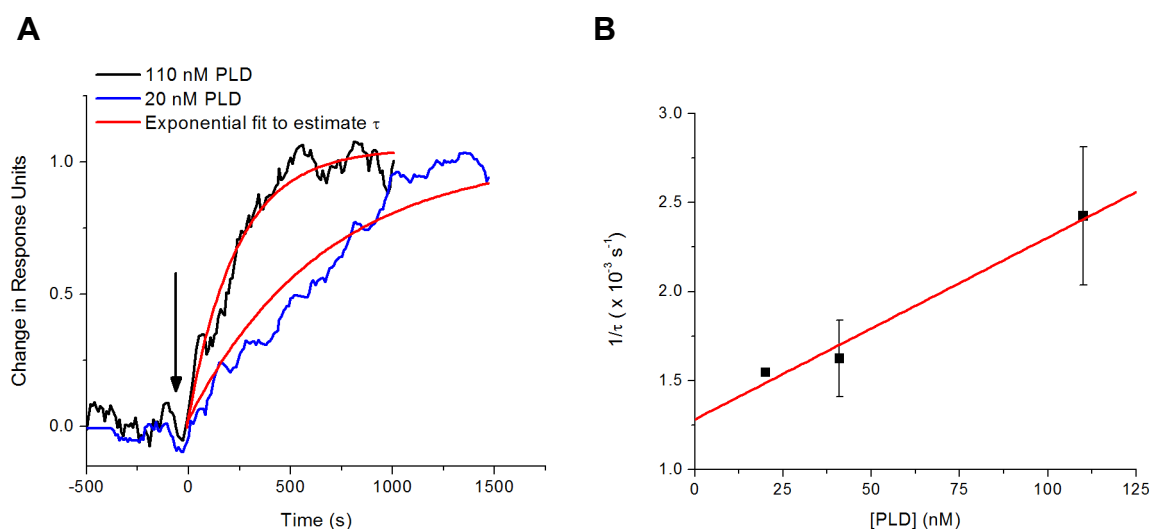 A
110 nM PLD
20 nM PLD
Exponential fit to estimate τ
Change in Response Units
1.0
0.5
0.0
-500 0 500 1000 1500
Time (s)
B
1/τ ( x 10⁻³ s⁻¹)
3.0
2.5
2.0
1.5
1.0
0 25 50 75 100 125
[PLD] (nM)